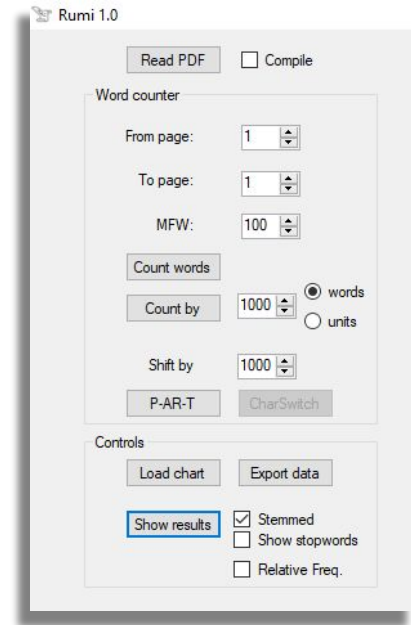 Rumi 1.0
Read PDF Compile
Word counter
From page: 1
To page: 1
MFW: 100
Count words
Count by 1000 words
units
Shift by 1000
P-AR-T CharSwitch
Controls
Load chart Export data
Show results Stemmed
Show stopwords
Relative Freq.